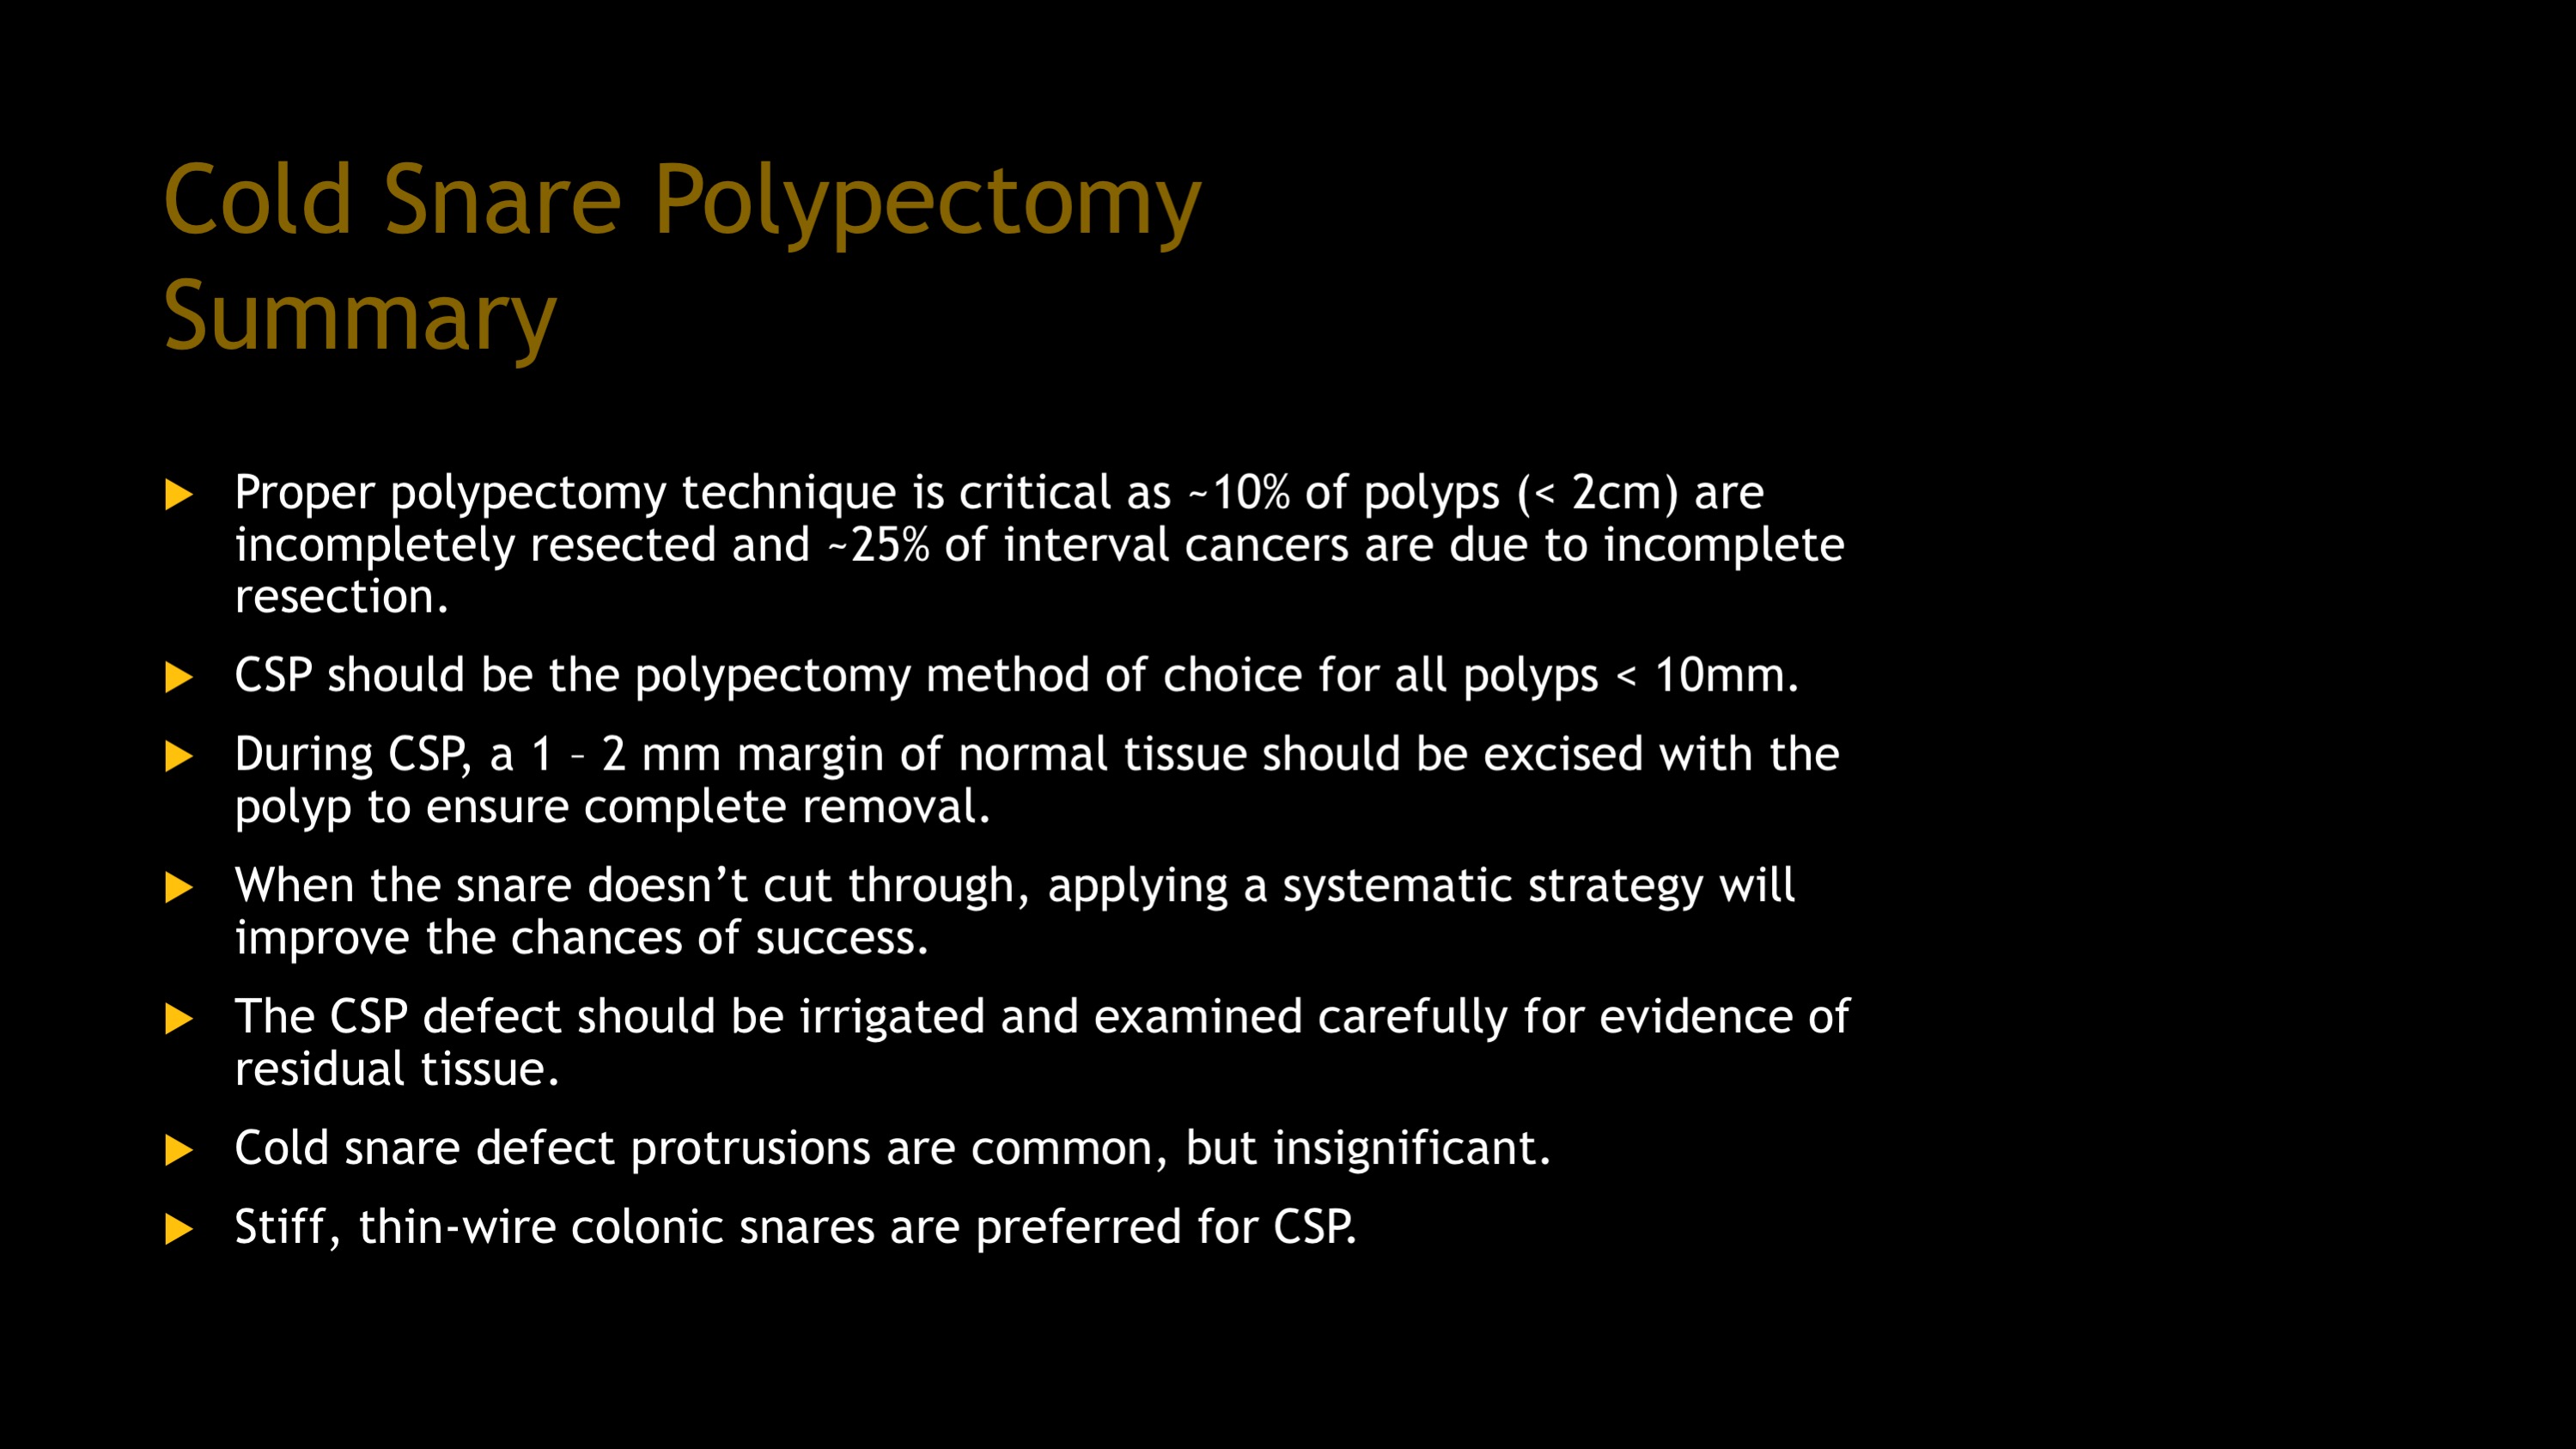 Cold Snare Polypectomy
Summary
Proper polypectomy technique is critical as ~10% of polyps (< 2cm) are
incompletely resected and ~25% of interval cancers are due to incomplete
resection.
CSP should be the polypectomy method of choice for all polyps < 10mm.
During CSP, a 1 – 2 mm margin of normal tissue should be excised with the
polyp to ensure complete removal.
When the snare doesn’t cut through, applying a systematic strategy will
improve the chances of success.
The CSP defect should be irrigated and examined carefully for evidence of
residual tissue.
Cold snare defect protrusions are common, but insignificant.
Stiff, thin-wire colonic snares are preferred for CSP.